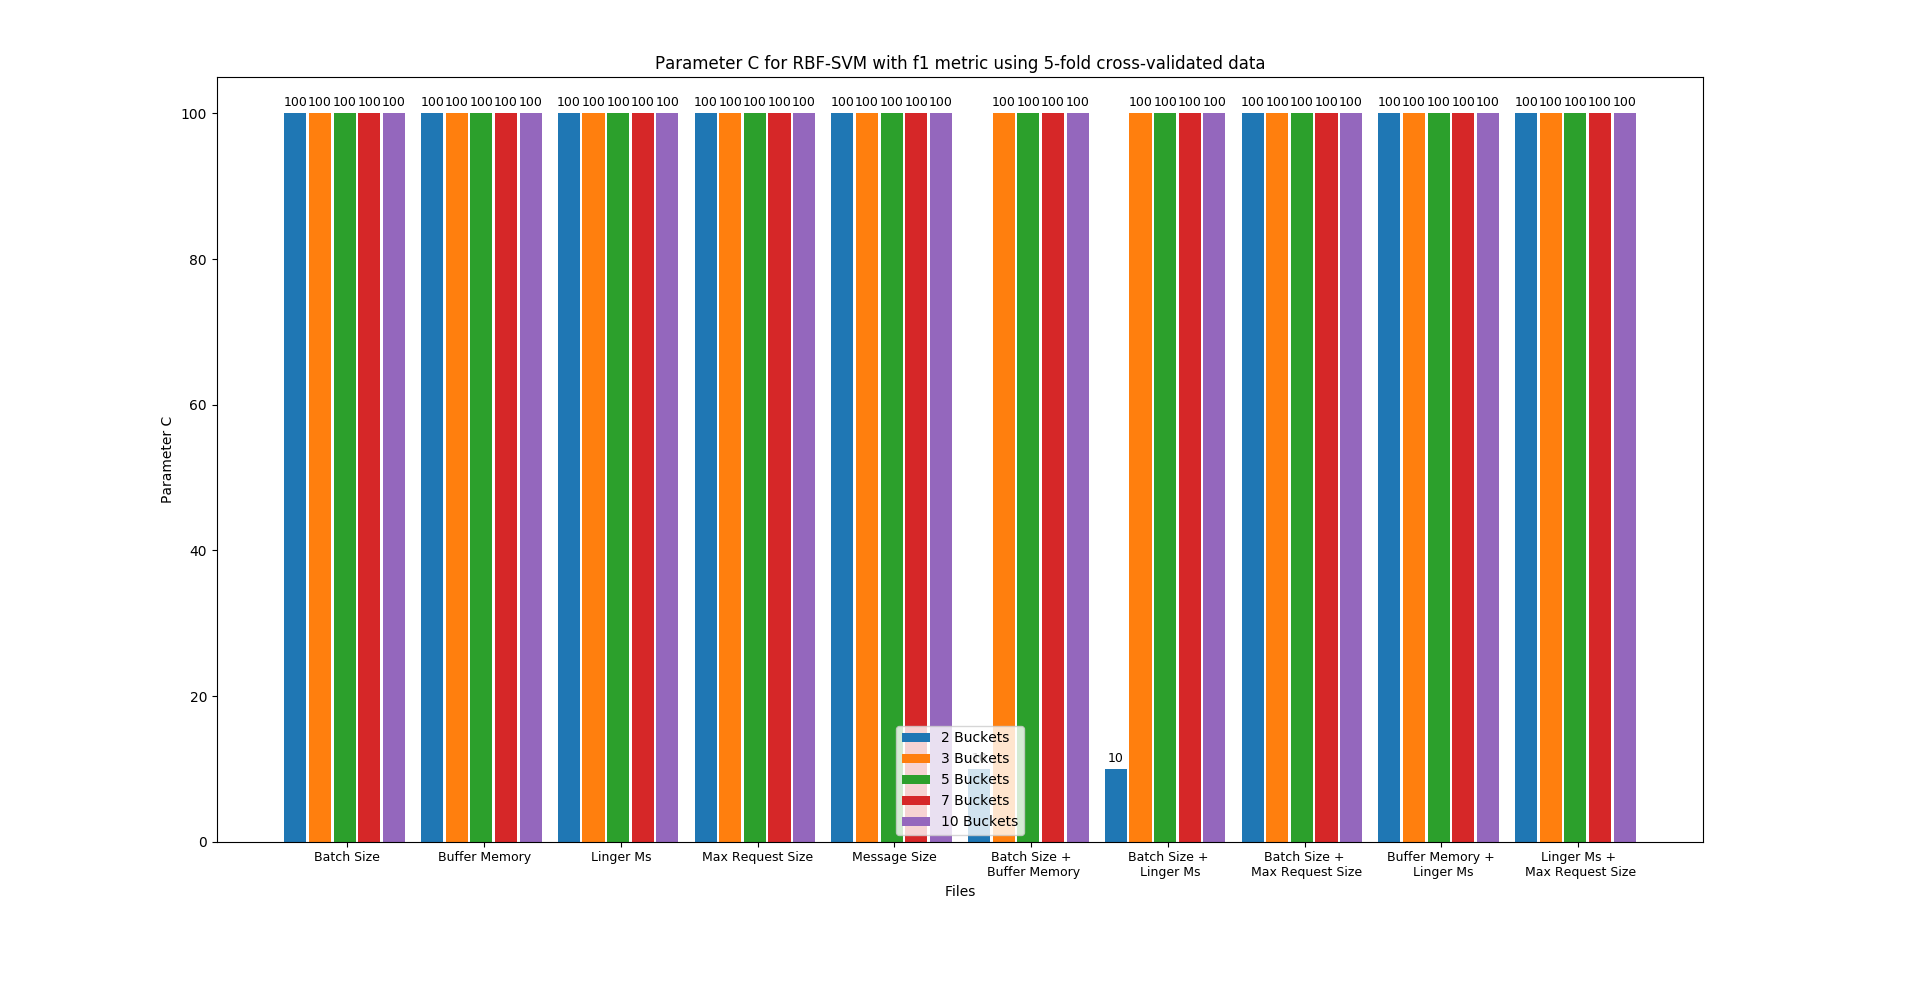 Parameter C for RBF-SVM with f1 metric using 5-fold cross-validated data
100 100 100 100 100 100 100 100 100 100 100 100 100 100 100 100 100 100 100 100 100 100 100 100 100 100 100 100 100 100 100 100 100 100 100 100 100 100 100 100 100 100 100 100 100 100 100 100
100
80
60
40
20
0
Parameter C
10
2 Buckets
3 Buckets
5 Buckets
7 Buckets
10 Buckets
Batch Size
Buffer Memory
Linger Ms
Max Request Size
Message Size
Batch Size +
Buffer Memory
Batch Size +
Linger Ms
Batch Size +
Max Request Size
Buffer Memory +
Linger Ms
Linger Ms +
Max Request Size
Files